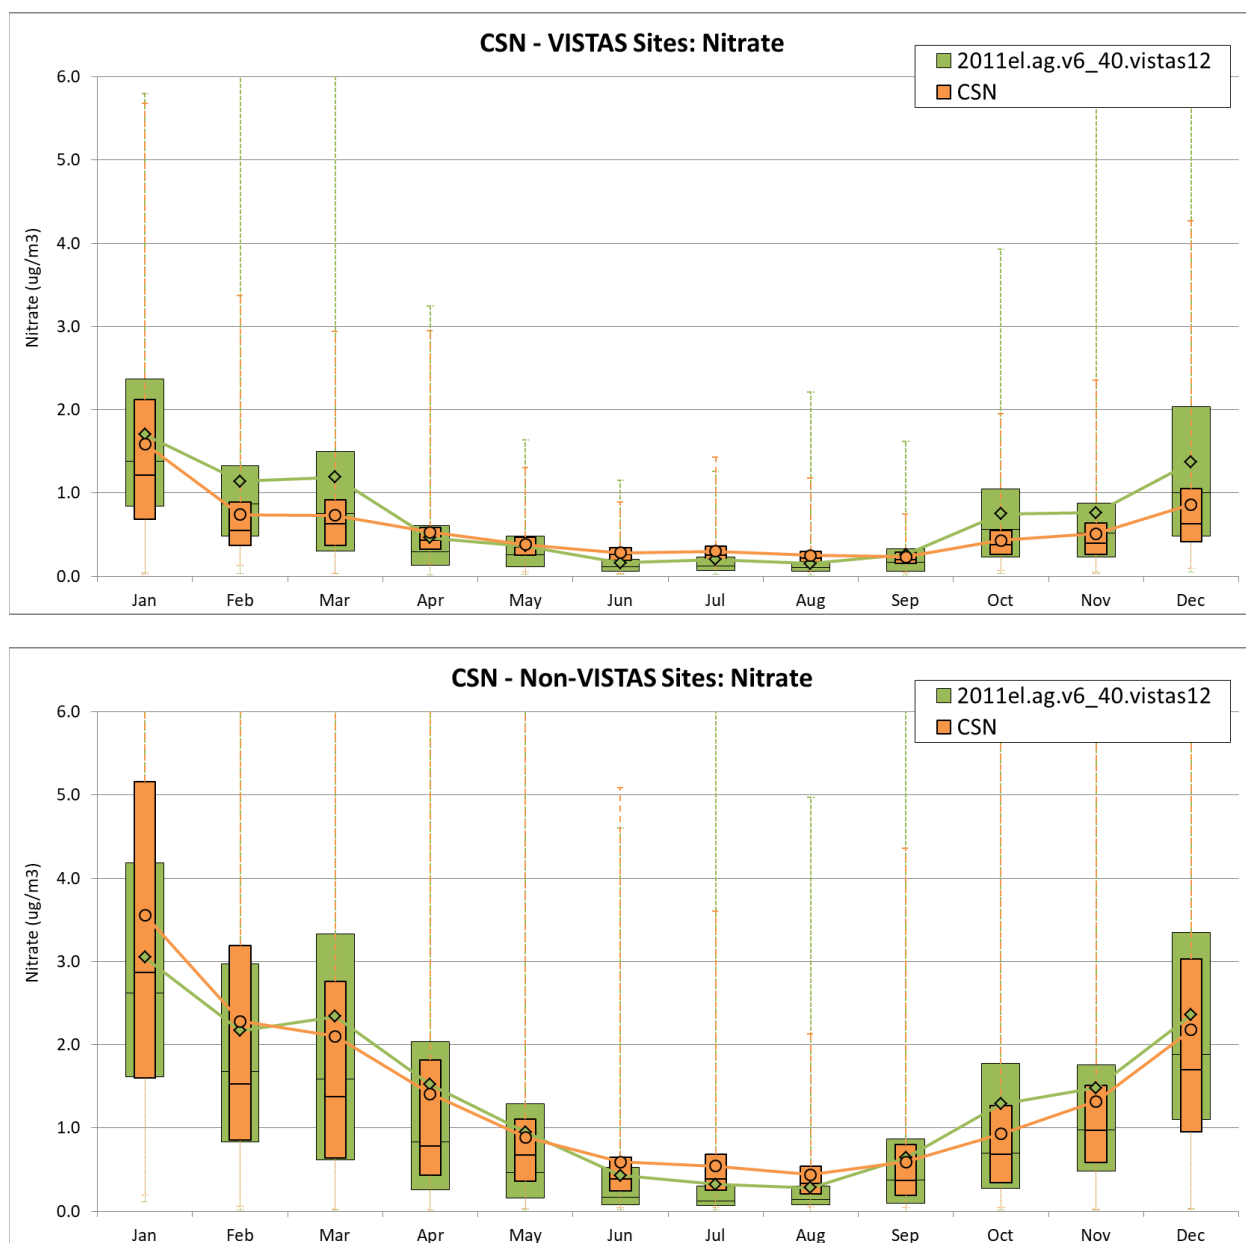 CSN - VISTAS Sites: Nitrate
2011el.ag.v6_40.vistas12
CSN
6.0
5.0
4.0
3.0
2.0
1.0
0.0
Nitrate (ug/m3)
Jan Feb Mar Apr May Jun Jul Aug Sep Oct Nov Dec
CSN - Non-VISTAS Sites: Nitrate
2011el.ag.v6_40.vistas12
CSN
6.0
5.0
4.0
3.0
2.0
1.0
0.0
Nitrate (ug/m3)
Jan Feb Mar Apr May Jun Jul Aug Sep Oct Nov Dec